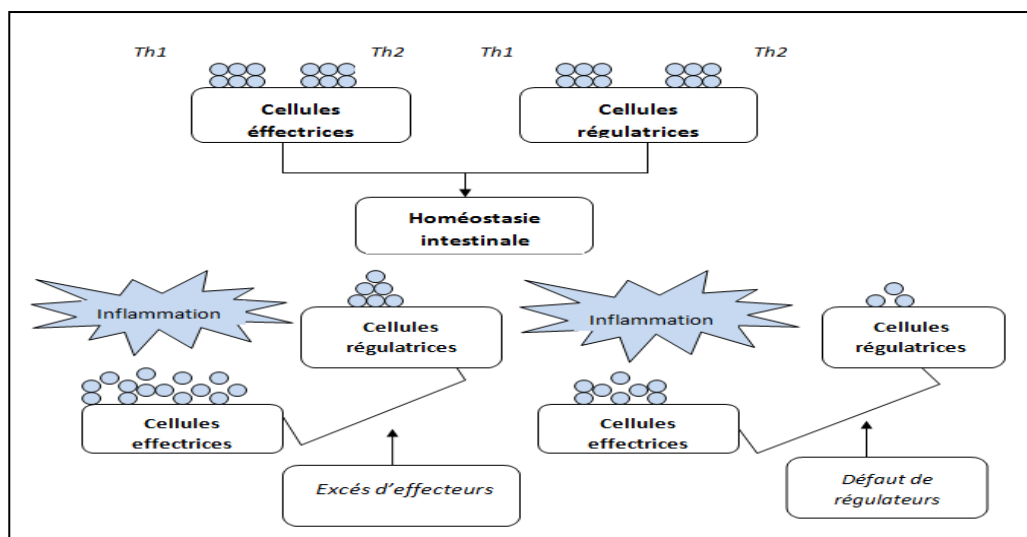 Th1
Th2
Th1
Th2
Cellules
éffectrices
Cellules
régulatrices
Homéostasie
intestinale
Inflammation
Cellules
régulatrices
Cellules
effectrices
Excés d'effecteurs
Inflammation
Cellules
régulatrices
Cellules
effectrices
Défaut de
régulateurs